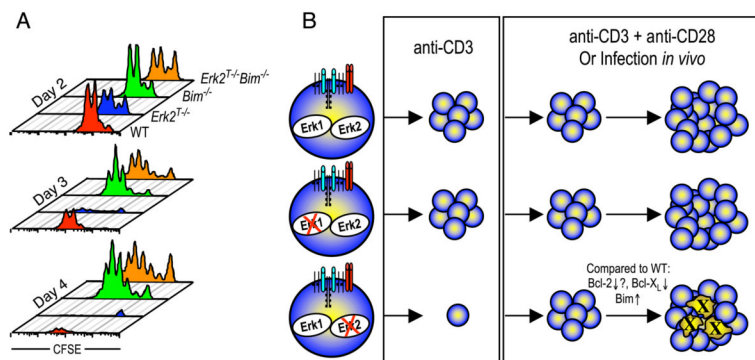 A
Day 2
Erk2T-/-Bim-/-
Bim-/-
Erk2T-/-
WT
Day 3
Day 4
CFSE
B
anti-CD3
anti-CD3 + anti-CD28
Or Infection in vivo
Erk1 Erk2
Erk1 Erk2
Erk1 Erk2
Compared to WT:
Bcl-2↓?, Bcl-XL↓
Bim↑
X
X X